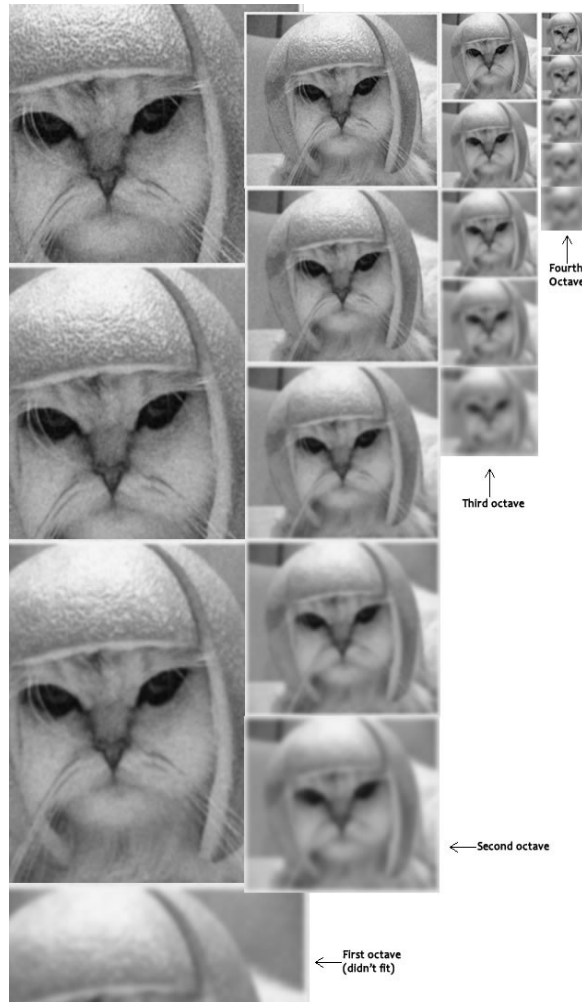 Fourth
Octave
Third octave
Second octave
First octave
(didn't fit)